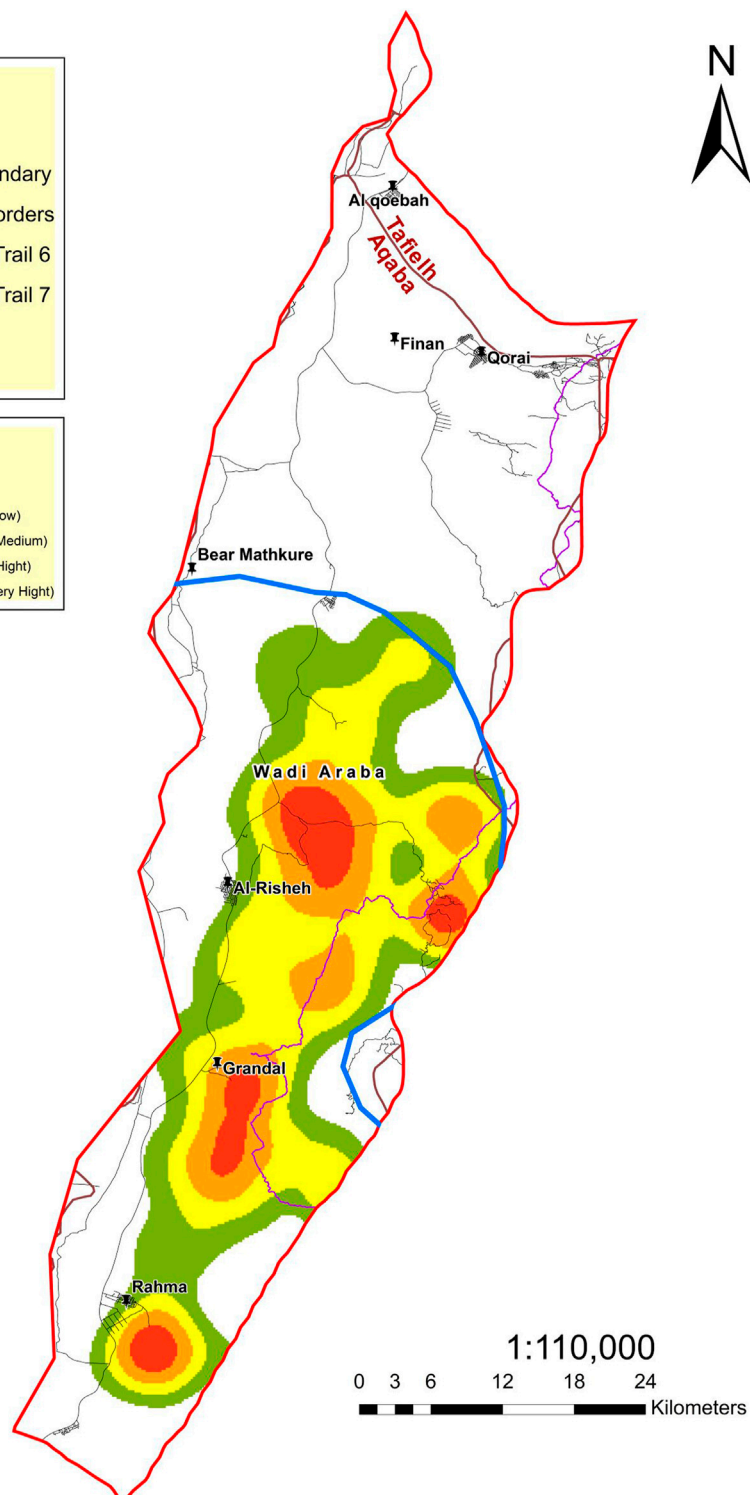 N
ndary
orders
Trail 6
Trail 7
ow)
Medium)
Hight)
ery Hight)
Al qoebah
Tafielh
Aqaba
Finan
Qorai
Bear Mathkure
Wadi Araba
Al-Risheh
Grandal
Rahma
1:110,000
0 3 6 12 18 24
Kilometers